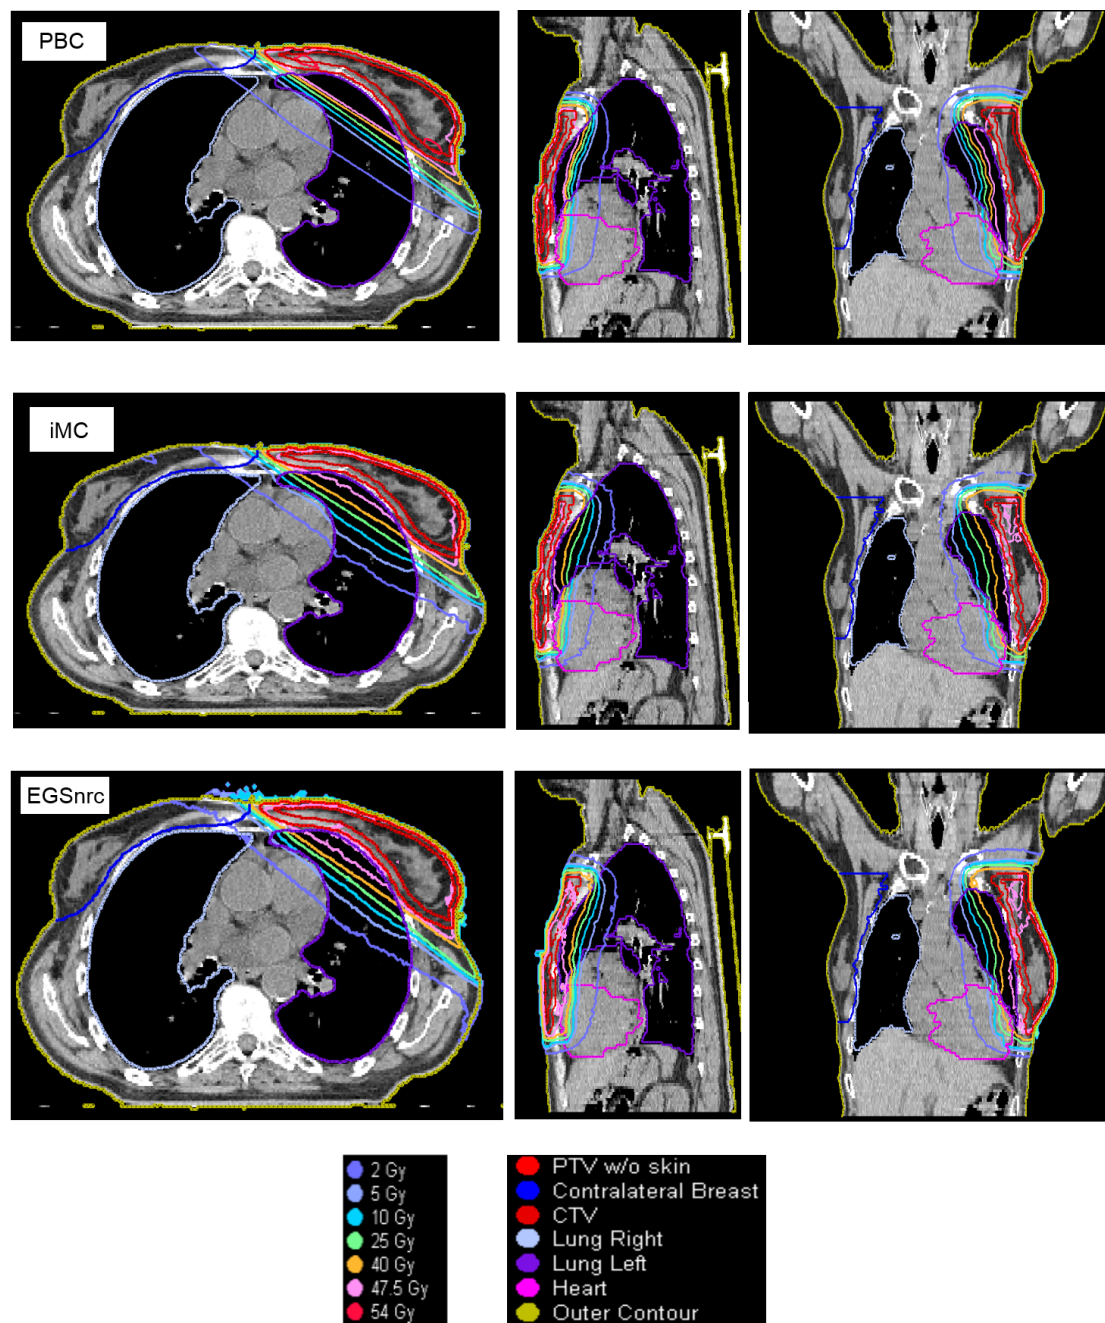 PBC
iMC
EGSnrc
2 Gy
5 Gy
10 Gy
25 Gy
40 Gy
47.5 Gy
54 Gy
PTV w/o skin
Contralateral Breast
CTV
Lung Right
Lung Left
Heart
Outer Contour